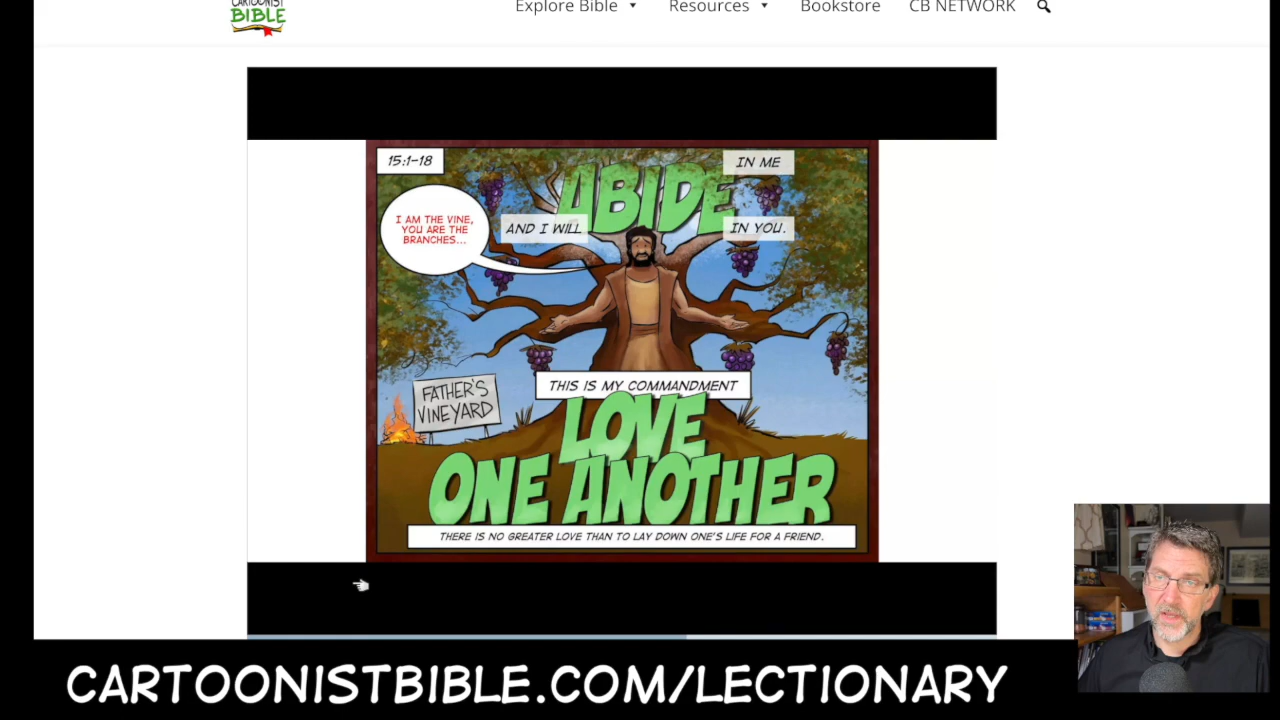 CARTOONIST
BIBLE
Explore Bible
Resources
Bookstore
CB NETWORK
15:1-18
ABIDE
IN ME
AND I WILL
IN YOU.
I AM THE VINE,
YOU ARE THE
BRANCHES...
FATHER'S
VINEYARD
THIS IS MY COMMANDMENT
LOVE
ONE ANOTHER
THERE IS NO GREATER LOVE THAN TO LAY DOWN ONE'S LIFE FOR A FRIEND.
CARTOONISTBIBLE.COM/LECTIONARY